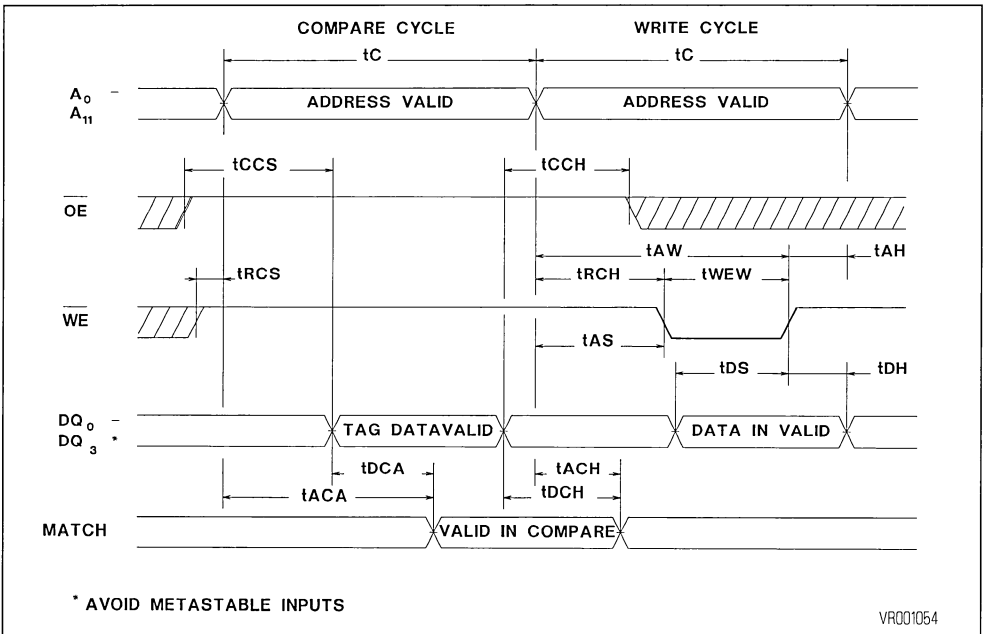 COMPARE CYCLE WRITE CYCLE
tC tC
A0 –
A11
ADDRESS VALID ADDRESS VALID
tCCS tCCH
OE
tAW tAH
tRCS tRCH tWEW
WE
tAS
tDS tDH
DQ0 –
DQ3 *
TAG DATAVALID DATA IN VALID
tDCA tACH
tACA tDCH
MATCH VALID IN COMPARE
* AVOID METASTABLE INPUTS
VR001054